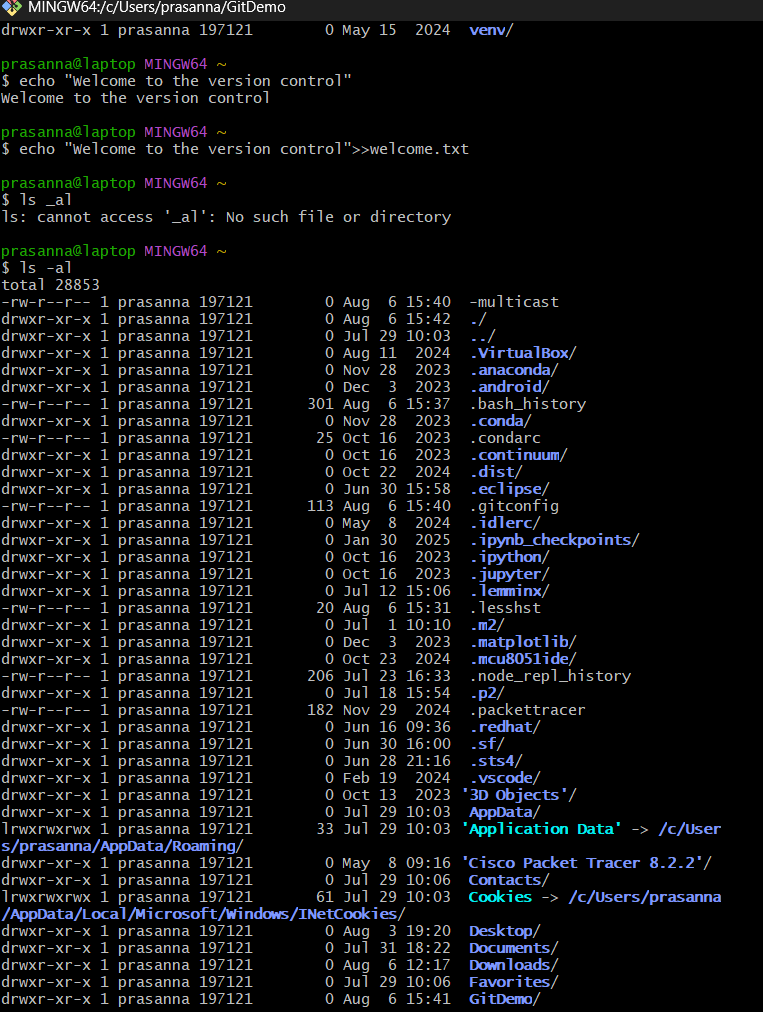 MINGW64:/c/Users/prasanna/GitDemo
drwxr-xr-x 1 prasanna 197121        0 May 15  2024  venv/
prasanna@laptop MINGW64 ~
$ echo "Welcome to the version control"
Welcome to the version control
prasanna@laptop MINGW64 ~
$ echo "Welcome to the version control">>welcome.txt
prasanna@laptop MINGW64 ~
$ ls _al
ls: cannot access '_al': No such file or directory
prasanna@laptop MINGW64 ~
$ ls -al
total 28853
-rw-r--r-- 1 prasanna 197121        0 Aug  6 15:40  -multicast
drwxr-xr-x 1 prasanna 197121        0 Aug  6 15:42  ./
drwxr-xr-x 1 prasanna 197121        0 Jul 29 10:03  ../
drwxr-xr-x 1 prasanna 197121        0 Aug 11  2024  .VirtualBox/
drwxr-xr-x 1 prasanna 197121        0 Nov 28  2023  .anaconda/
drwxr-xr-x 1 prasanna 197121        0 Dec  3  2023  .android/
-rw-r--r-- 1 prasanna 197121      301 Aug  6 15:37  .bash_history
drwxr-xr-x 1 prasanna 197121        0 Nov 28  2023  .conda/
-rw-r--r-- 1 prasanna 197121       25 Oct 16  2023  .condarc
drwxr-xr-x 1 prasanna 197121        0 Oct 16  2023  .continuum/
drwxr-xr-x 1 prasanna 197121        0 Oct 22  2024  .dist/
drwxr-xr-x 1 prasanna 197121        0 Jun 30 15:58  .eclipse/
-rw-r--r-- 1 prasanna 197121      113 Aug  6 15:40  .gitconfig
drwxr-xr-x 1 prasanna 197121        0 May  8  2024  .idlerc/
drwxr-xr-x 1 prasanna 197121        0 Jan 30  2025  .ipynb_checkpoints/
drwxr-xr-x 1 prasanna 197121        0 Oct 16  2023  .ipython/
drwxr-xr-x 1 prasanna 197121        0 Oct 16  2023  .jupyter/
drwxr-xr-x 1 prasanna 197121        0 Jul 12 15:06  .lemminx/
-rw-r--r-- 1 prasanna 197121       20 Aug  6 15:31  .lesshst
drwxr-xr-x 1 prasanna 197121        0 Jul  1 10:10  .m2/
drwxr-xr-x 1 prasanna 197121        0 Dec  3  2023  .matplotlib/
drwxr-xr-x 1 prasanna 197121        0 Oct 23  2024  .mcu8051ide/
-rw-r--r-- 1 prasanna 197121      206 Jul 23 16:33  .node_repl_history
drwxr-xr-x 1 prasanna 197121        0 Jul 18 15:54  .p2/
-rw-r--r-- 1 prasanna 197121      182 Nov 29  2024  .packettracer
drwxr-xr-x 1 prasanna 197121        0 Jun 16 09:36  .redhat/
drwxr-xr-x 1 prasanna 197121        0 Jun 30 16:00  .sf/
drwxr-xr-x 1 prasanna 197121        0 Jun 28 21:16  .sts4/
drwxr-xr-x 1 prasanna 197121        0 Feb 19  2024  .vscode/
drwxr-xr-x 1 prasanna 197121        0 Oct 13  2023 '3D Objects'/
drwxr-xr-x 1 prasanna 197121        0 Jul 29 10:03  AppData/
lrwxrwxrwx 1 prasanna 197121       33 Jul 29 10:03 'Application Data' -> /c/User
s/prasanna/AppData/Roaming/
drwxr-xr-x 1 prasanna 197121        0 May  8 09:16 'Cisco Packet Tracer 8.2.2'/
drwxr-xr-x 1 prasanna 197121        0 Jul 29 10:06  Contacts/
lrwxrwxrwx 1 prasanna 197121       61 Jul 29 10:03  Cookies -> /c/Users/prasanna
/AppData/Local/Microsoft/Windows/INetCookies/
drwxr-xr-x 1 prasanna 197121        0 Aug  3 19:20  Desktop/
drwxr-xr-x 1 prasanna 197121        0 Jul 31 18:22  Documents/
drwxr-xr-x 1 prasanna 197121        0 Aug  6 12:17  Downloads/
drwxr-xr-x 1 prasanna 197121        0 Jul 29 10:06  Favorites/
drwxr-xr-x 1 prasanna 197121        0 Aug  6 15:41  GitDemo/